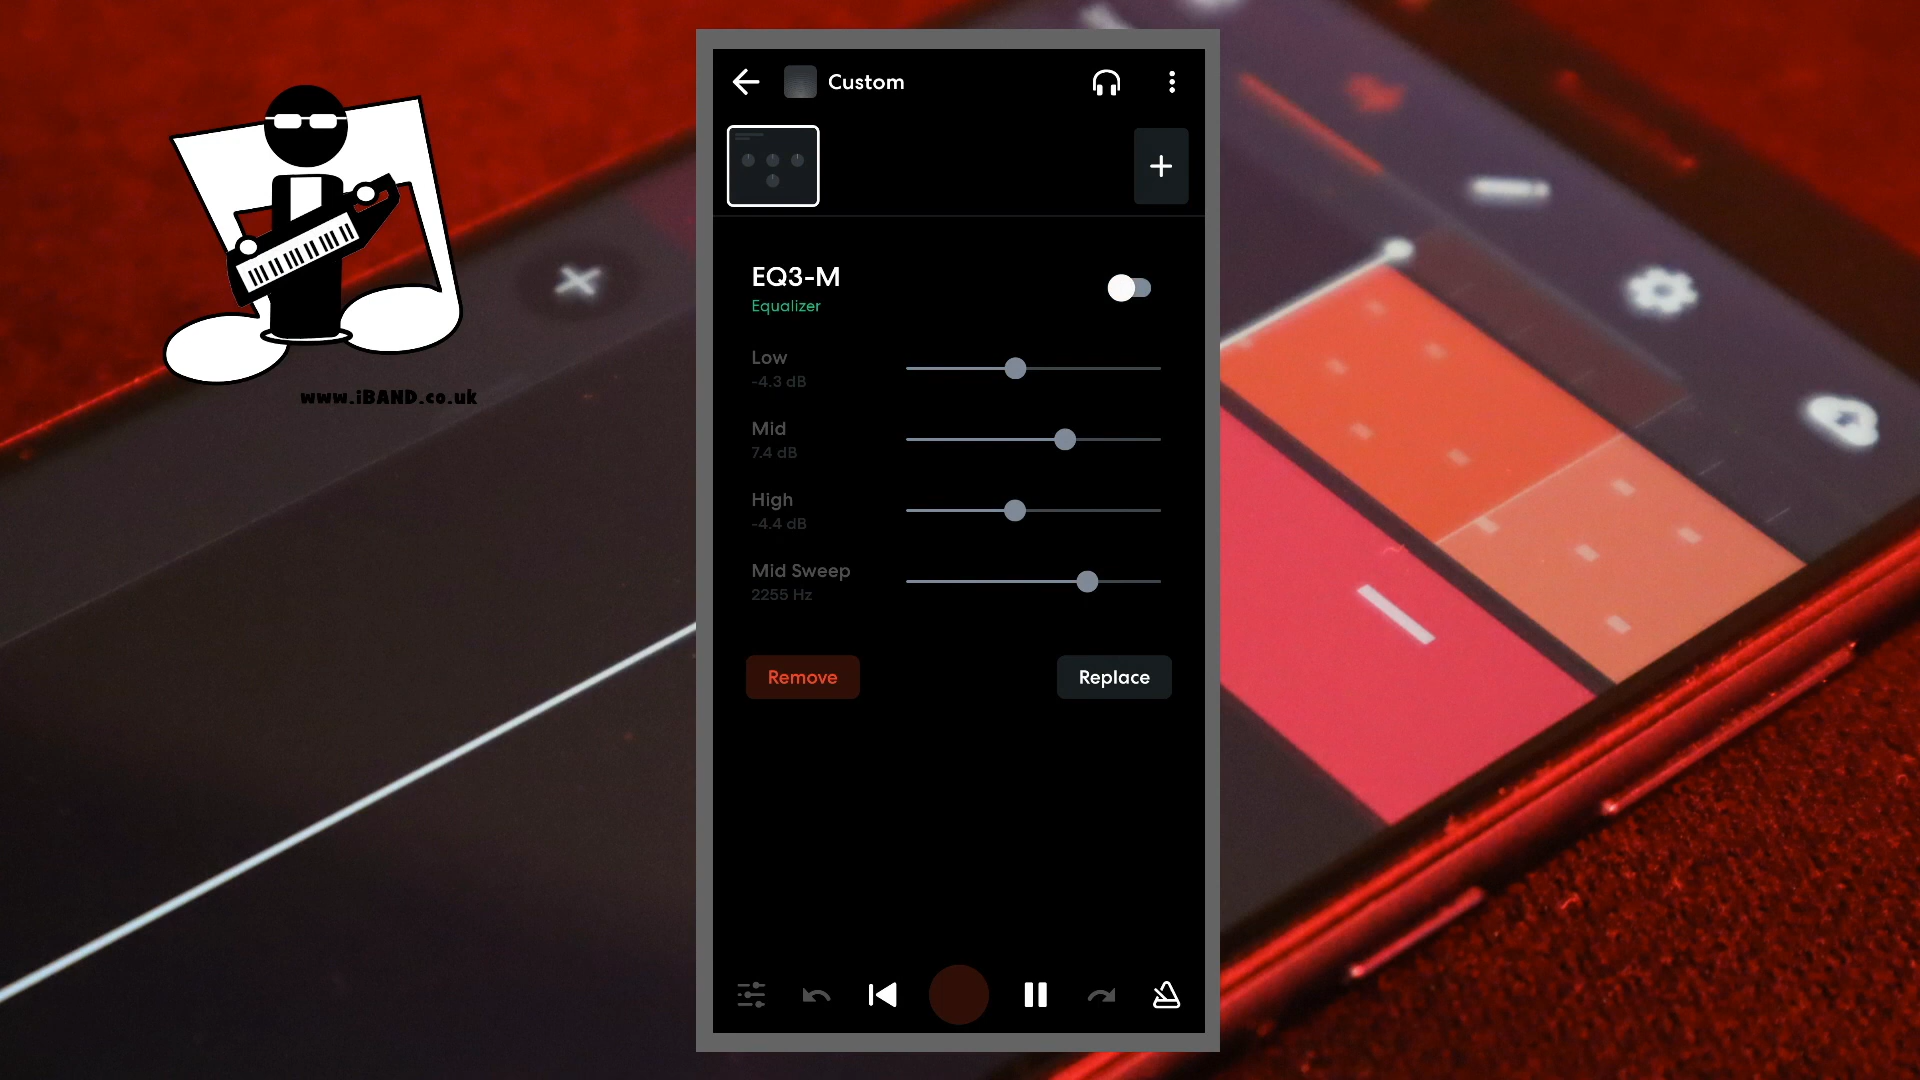 Custom
www.iBAND.co.uk
EQ3-M
Equalizer
Low
-4.3 dB
Mid
7.4 dB
High
-4.4 dB
Mid Sweep
2255 Hz
Remove
Replace